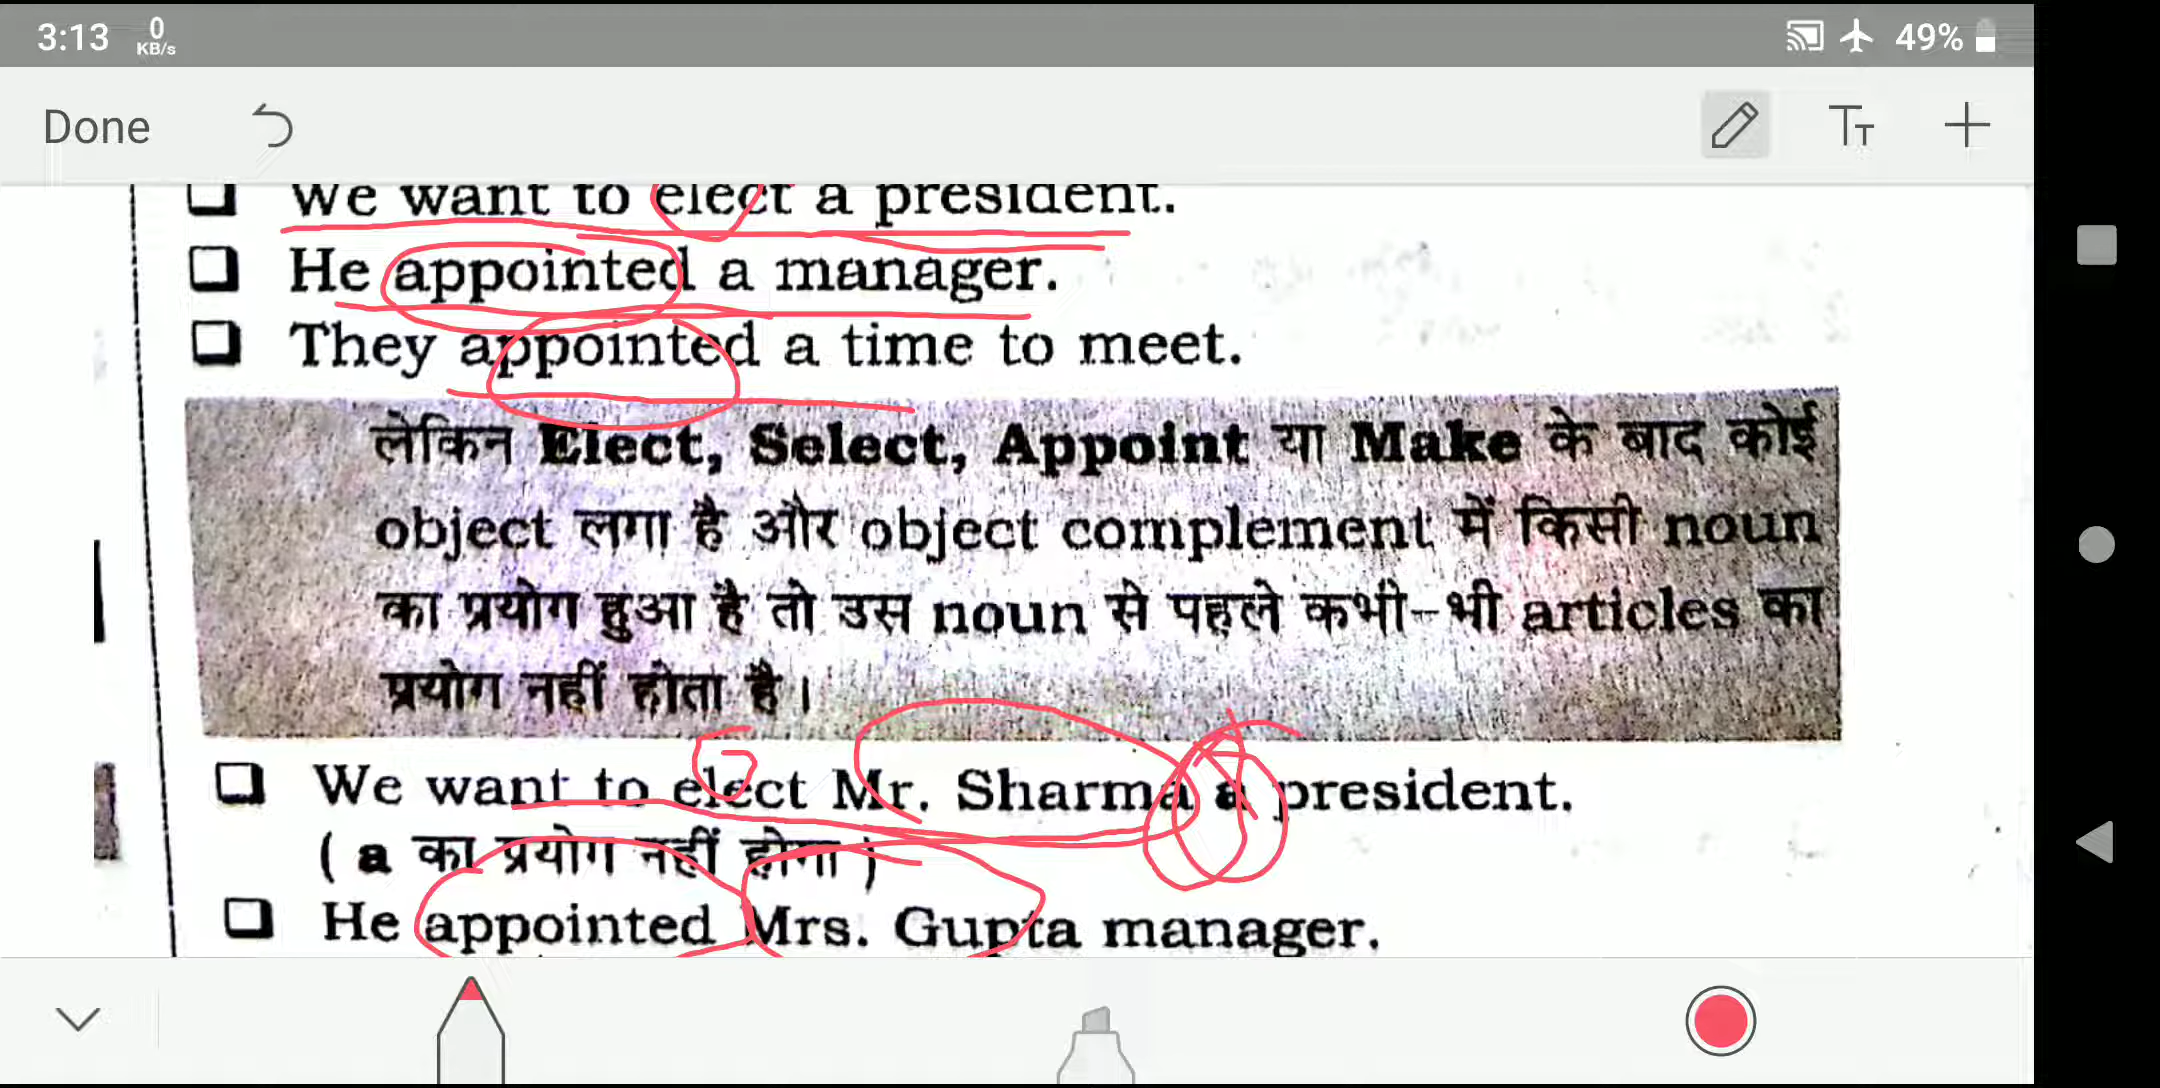 3:13 0 KB/s 49%
Done TT
We want to elect a president.
He appointed a manager.
They appointed a time to meet.
लेकिन Elect, Select, Appoint या Make के बाद कोई
object लगा है और object complement में किसी noun
का प्रयोग हुआ है तो उस noun से पहले कभी-भी articles का
प्रयोग नहीं होता है।
We want to elect Mr. Sharma a president.
( a का प्रयोग नहीं होगा )
He appointed Mrs. Gupta manager.